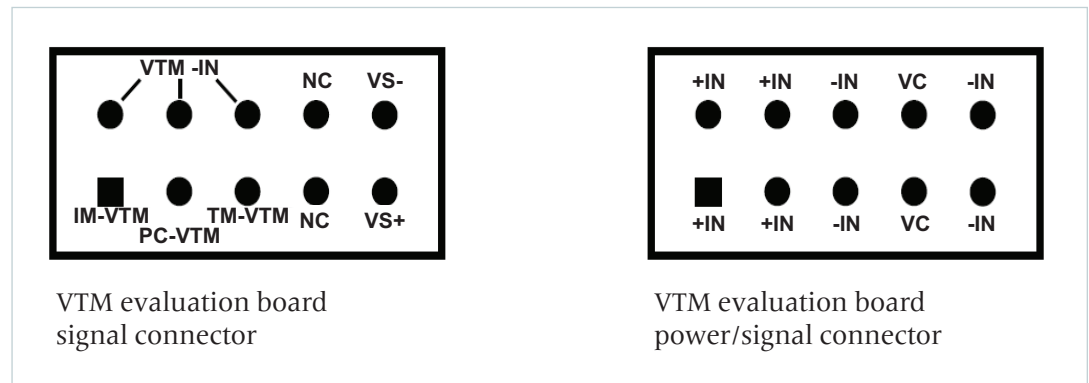 VTM -IN NC VS-
IM-VTM TM-VTM NC VS+
PC-VTM
VTM evaluation board
signal connector
+IN +IN -IN VC -IN
+IN +IN -IN VC -IN
VTM evaluation board
power/signal connector